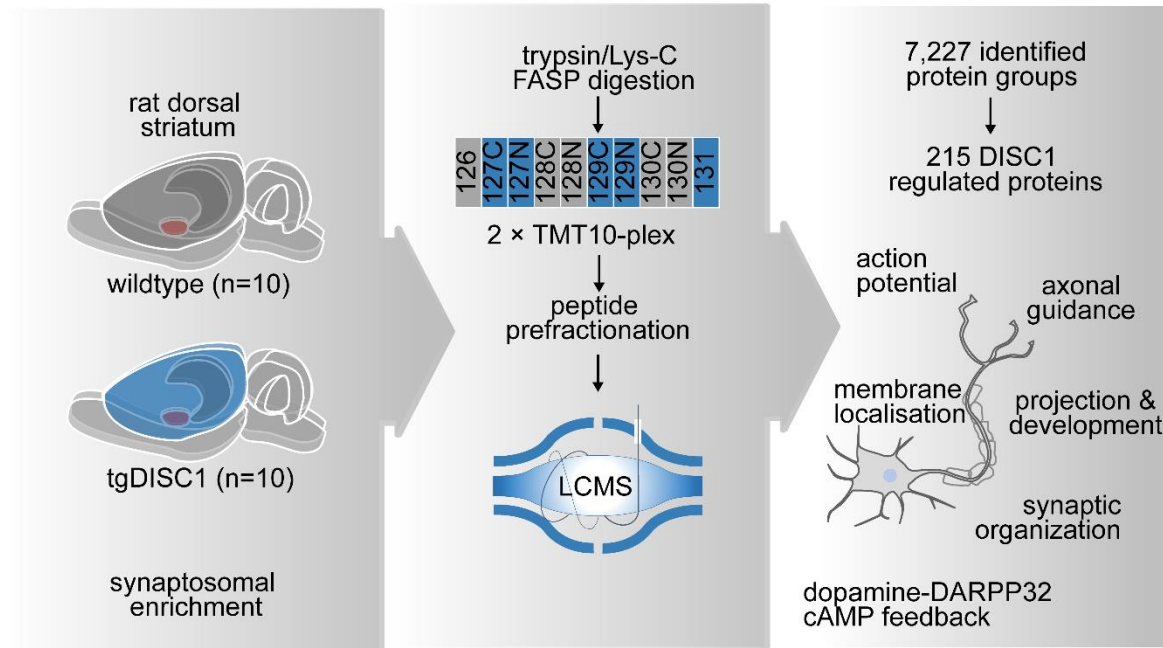 rat dorsal
striatum
wildtype (n=10)
tgDISC1 (n=10)
synaptosomal
enrichment
trypsin/Lys-C
FASP digestion
126
127C
127N
128C
128N
129C
129N
130C
130N
131
2 × TMT10-plex
peptide
prefractionation
LCMS
7,227 identified
protein groups
215 DISC1
regulated proteins
action
potential
axonal
guidance
membrane
localisation
projection &
development
synaptic
organization
dopamine-DARPP32
cAMP feedback